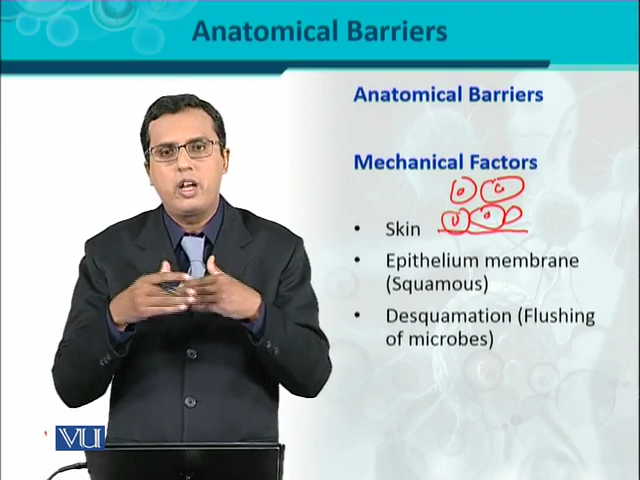 Anatomical Barriers
Anatomical Barriers
Mechanical Factors
• Skin
• Epithelium membrane
(Squamous)
• Desquamation (Flushing
of microbes)
VU